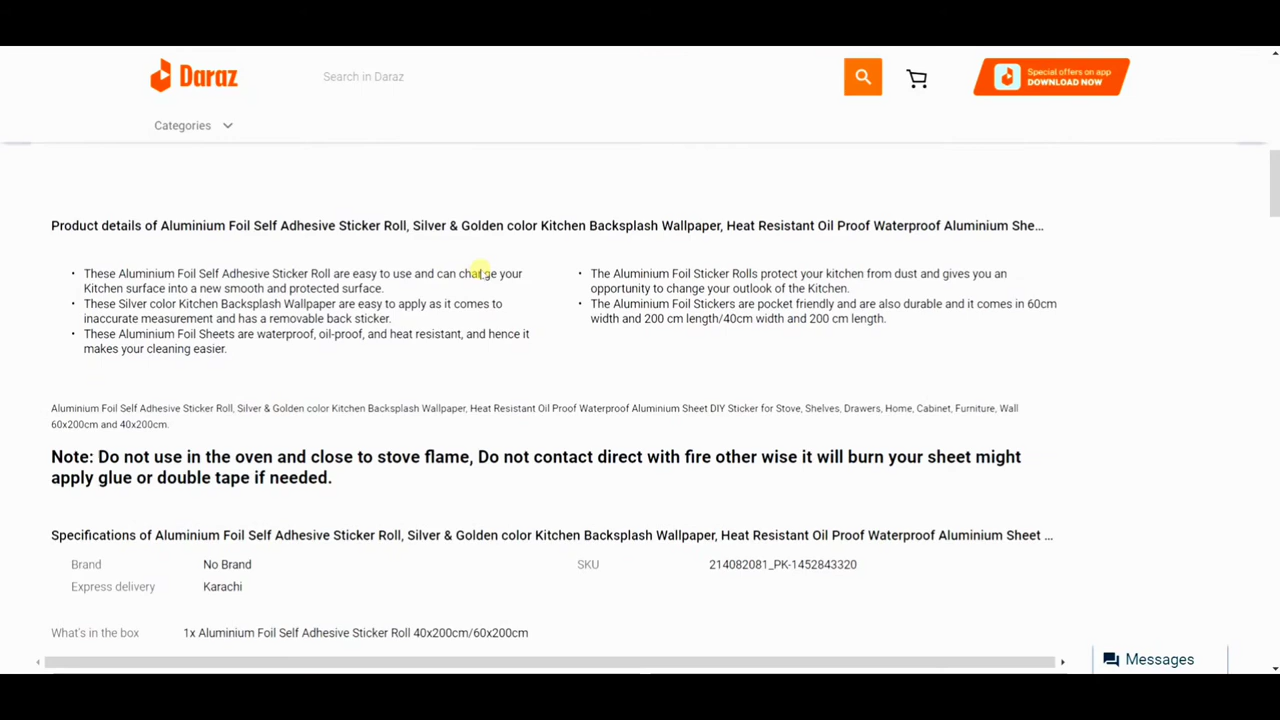 Daraz
Search in Daraz
Special offers on app
DOWNLOAD NOW
Categories
Product details of Aluminium Foil Self Adhesive Sticker Roll, Silver & Golden color Kitchen Backsplash Wallpaper, Heat Resistant Oil Proof Waterproof Aluminium She...
• These Aluminium Foil Self Adhesive Sticker Roll are easy to use and can change your
Kitchen surface into a new smooth and protected surface.
• These Silver color Kitchen Backsplash Wallpaper are easy to apply as it comes to
inaccurate measurement and has a removable back sticker.
• These Aluminium Foil Sheets are waterproof, oil-proof, and heat resistant, and hence it
makes your cleaning easier.
• The Aluminium Foil Sticker Rolls protect your kitchen from dust and gives you an
opportunity to change your outlook of the Kitchen.
• The Aluminium Foil Stickers are pocket friendly and are also durable and it comes in 60cm
width and 200 cm length/40cm width and 200 cm length.
Aluminium Foil Self Adhesive Sticker Roll, Silver & Golden color Kitchen Backsplash Wallpaper, Heat Resistant Oil Proof Waterproof Aluminium Sheet DIY Sticker for Stove, Shelves, Drawers, Home, Cabinet, Furniture, Wall
60x200cm and 40x200cm.
Note: Do not use in the oven and close to stove flame, Do not contact direct with fire other wise it will burn your sheet might
apply glue or double tape if needed.
Specifications of Aluminium Foil Self Adhesive Sticker Roll, Silver & Golden color Kitchen Backsplash Wallpaper, Heat Resistant Oil Proof Waterproof Aluminium Sheet ...
Brand No Brand SKU 214082081_PK-1452843320
Express delivery Karachi
What's in the box 1x Aluminium Foil Self Adhesive Sticker Roll 40x200cm/60x200cm
Messages